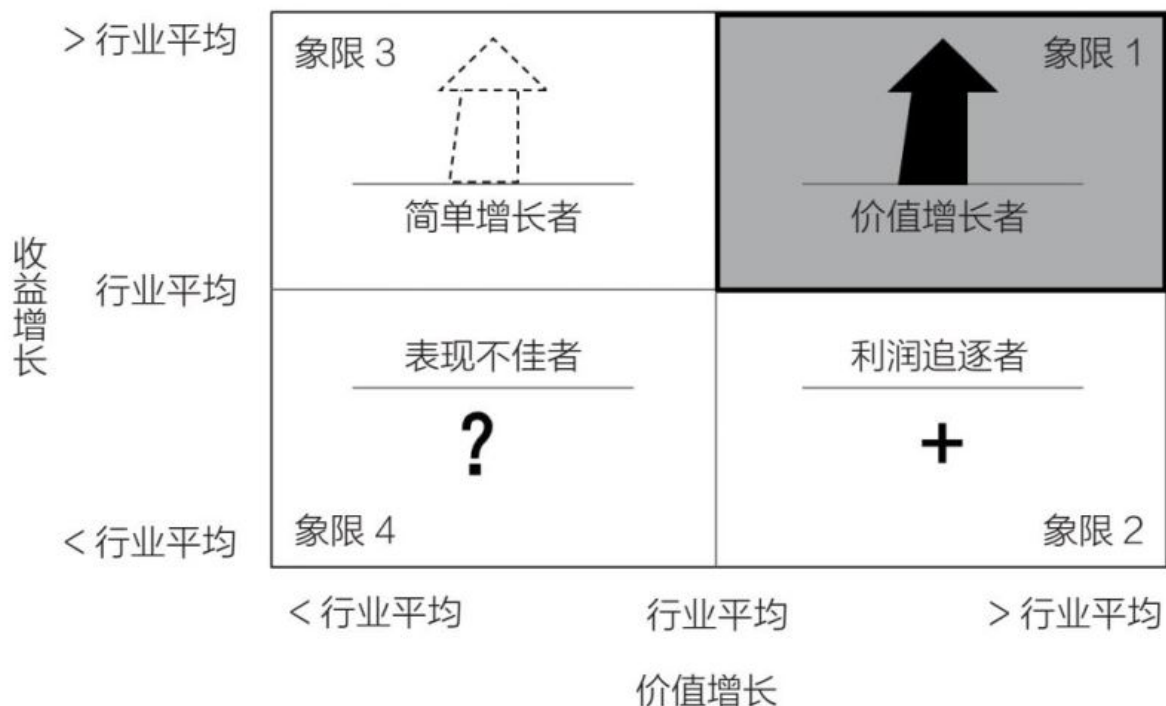 > 行业平均
象限 3
象限 1
简单增长者
价值增长者
收益增长
行业平均
表现不佳者
利润追逐者
?
+
象限 4
象限 2
< 行业平均
< 行业平均
行业平均
> 行业平均
价值增长